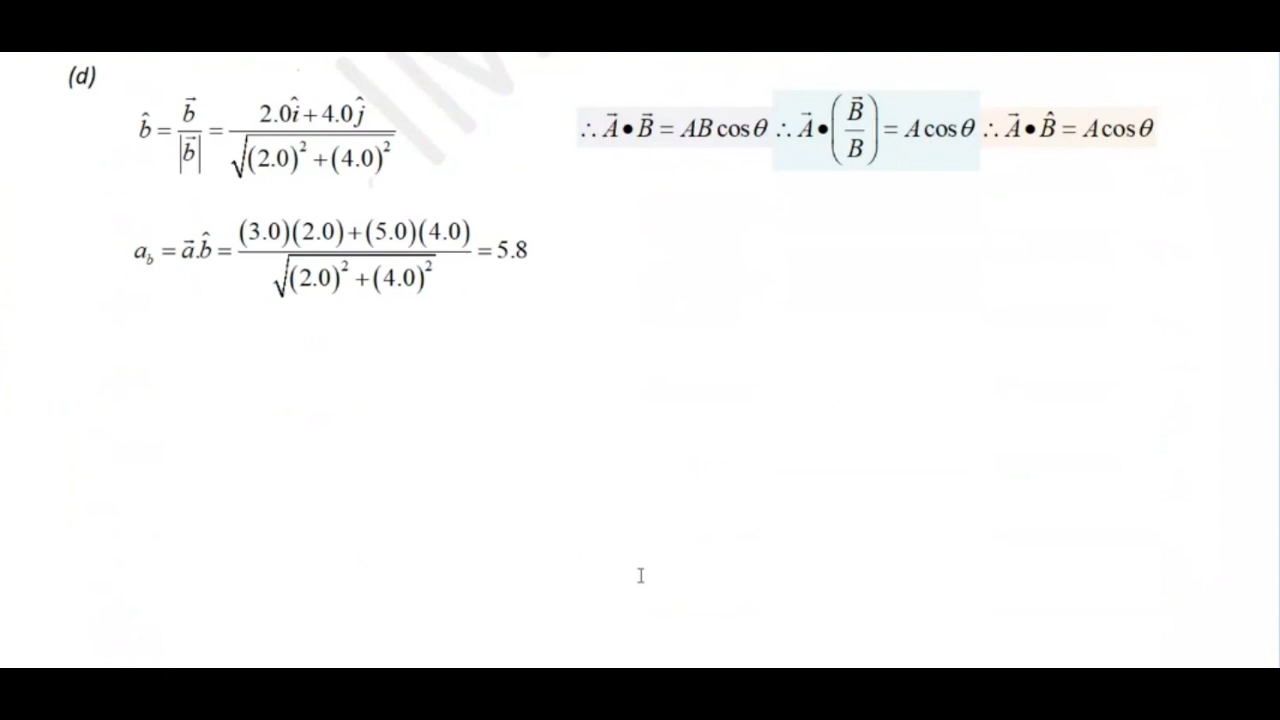 (d)
b̂ = b⃗ / |b⃗| = (2.0î + 4.0ĵ) / √((2.0)² + (4.0)²)
∴ A⃗ • B⃗ = AB cos θ ∴ A⃗ • (B⃗ / B) = A cos θ ∴ A⃗ • B̂ = A cos θ
a_b = a⃗.b̂ = ((3.0)(2.0) + (5.0)(4.0)) / √((2.0)² + (4.0)²) = 5.8